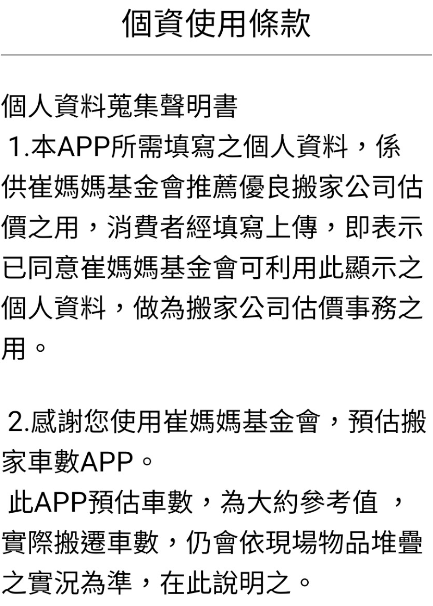 個資使用條款
個人資料蒐集聲明書
1.本APP所需填寫之個人資料，係
供崔媽媽基金會推薦優良搬家公司估
價之用，消費者經填寫上傳，即表示
已同意崔媽媽基金會可利用此顯示之
個人資料，做為搬家公司估價事務之
用。
2.感謝您使用崔媽媽基金會，預估搬
家車數APP。
此APP預估車數，為大約參考值 ，
實際搬遷車數，仍會依現場物品堆疊
之實況為準，在此說明之。